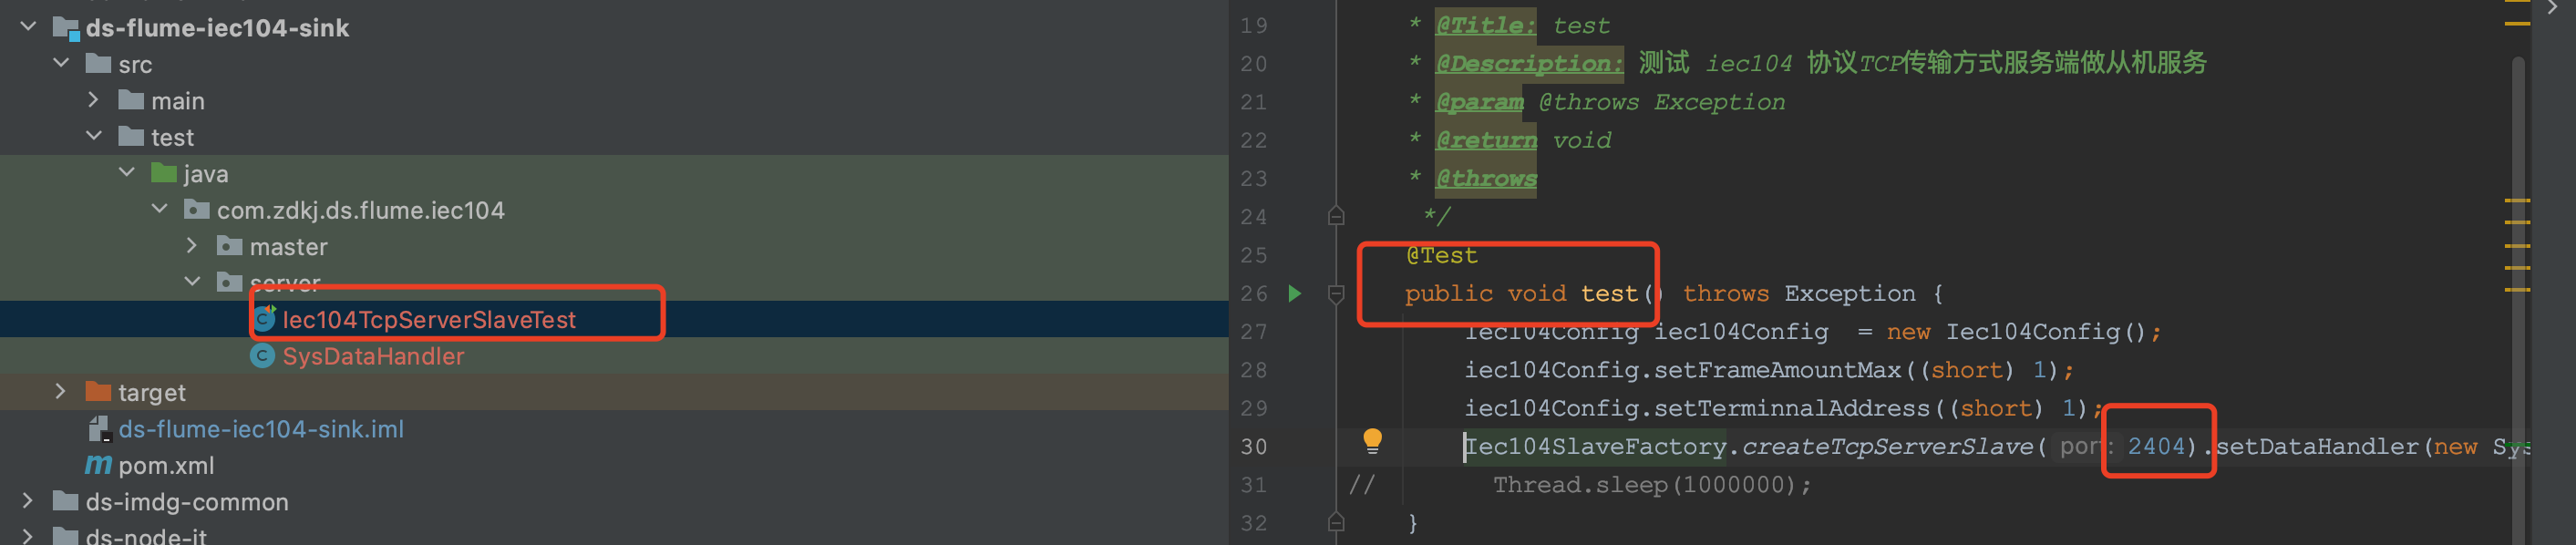 ds-flume-iec104-sink
src
main
test
java
com.zdkj.ds.flume.iec104
master
server
Iec104TcpServerSlaveTest
SysDataHandler
target
ds-flume-iec104-sink.iml
pom.xml
ds-imdg-common
ds-node-it
19 * @Title: test
20 * @Description: 测试 iec104 协议TCP传输方式服务端做从机服务
21 * @param @throws Exception
22 * @return void
23 * @throws
24 */
25 @Test
26 public void test() throws Exception {
27 Iec104Config iec104Config = new Iec104Config();
28 iec104Config.setFrameAmountMax((short) 1);
29 iec104Config.setTerminnalAddress((short) 1);
30 Iec104SlaveFactory.createTcpServerSlave( port: 2404).setDataHandler(new Sys
31 // Thread.sleep(1000000);
32 }